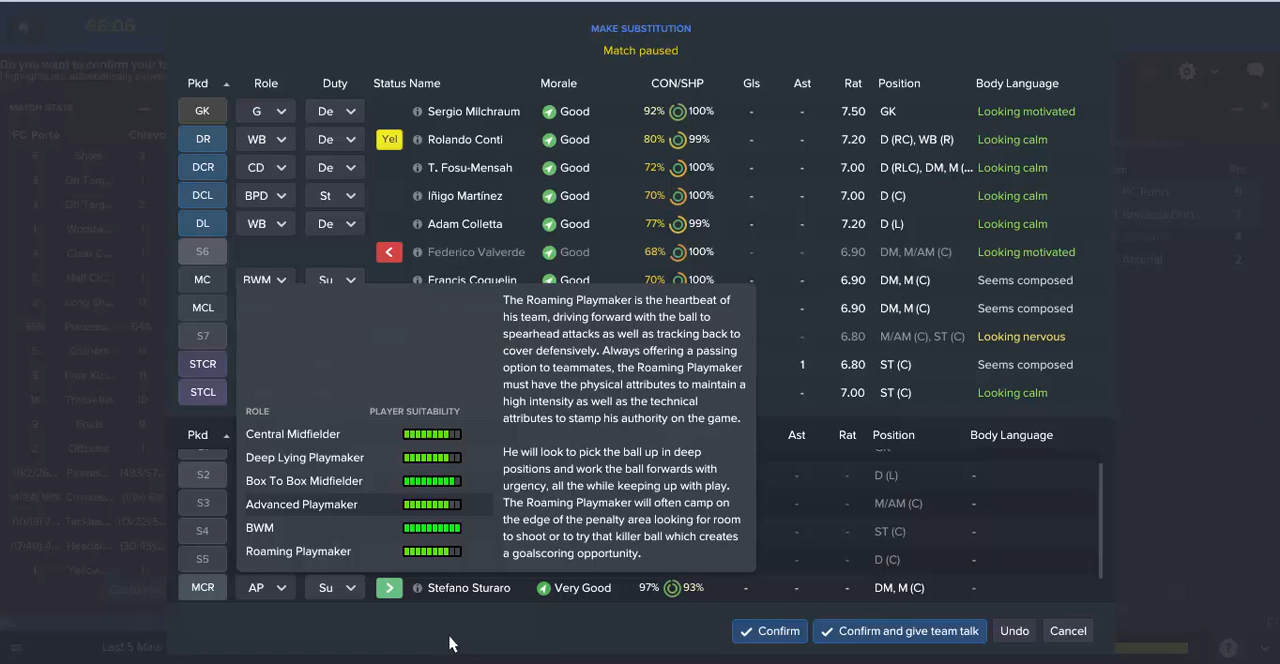 MAKE SUBSTITUTION
Match paused
Pkd Role Duty Status Name Morale CON/SHP Gls Ast Rat Position Body Language
GK G De Sergio Milchraum Good 92% 100% - - 7.50 GK Looking motivated
DR WB De Yel Rolando Conti Good 80% 99% - - 7.20 D (RC), WB (R) Looking calm
DCR CD De T. Fosu-Mensah Good 72% 100% - - 7.00 D (RLC), DM, M (... Looking calm
DCL BPD St Iñigo Martínez Good 70% 100% - - 7.00 D (C) Looking calm
DL WB De Adam Colletta Good 77% 99% - - 7.20 D (L) Looking calm
S6 Federico Valverde Good 68% 100% - - 6.90 DM, M/AM (C) Looking motivated
MC BWM Su Francis Coquelin Good 70% 100% - - 6.90 DM, M (C) Seems composed
MCL - 6.90 DM, M (C) Seems composed
S7 - 6.80 M/AM (C), ST (C) Looking nervous
STCR 1 6.80 ST (C) Seems composed
STCL - 7.00 ST (C) Looking calm
The Roaming Playmaker is the heartbeat of
his team, driving forward with the ball to
spearhead attacks as well as tracking back to
cover defensively. Always offering a passing
option to teammates, the Roaming Playmaker
must have the physical attributes to maintain a
high intensity as well as the technical
attributes to stamp his authority on the game.
He will look to pick the ball up in deep
positions and work the ball forwards with
urgency, all the while keeping up with play.
The Roaming Playmaker will often camp on
the edge of the penalty area looking for room
to shoot or to try that killer ball which creates
a goalscoring opportunity.
ROLE PLAYER SUITABILITY
Central Midfielder
Deep Lying Playmaker
Box To Box Midfielder
Advanced Playmaker
BWM
Roaming Playmaker
Pkd Ast Rat Position Body Language
S2 - - D (L) -
S3 - - M/AM (C) -
S4 - - ST (C) -
S5 - - D (C) -
MCR AP Su Stefano Sturaro Very Good 97% 93% - - - DM, M (C) -
Confirm Confirm and give team talk Undo Cancel
Last 5 Mins